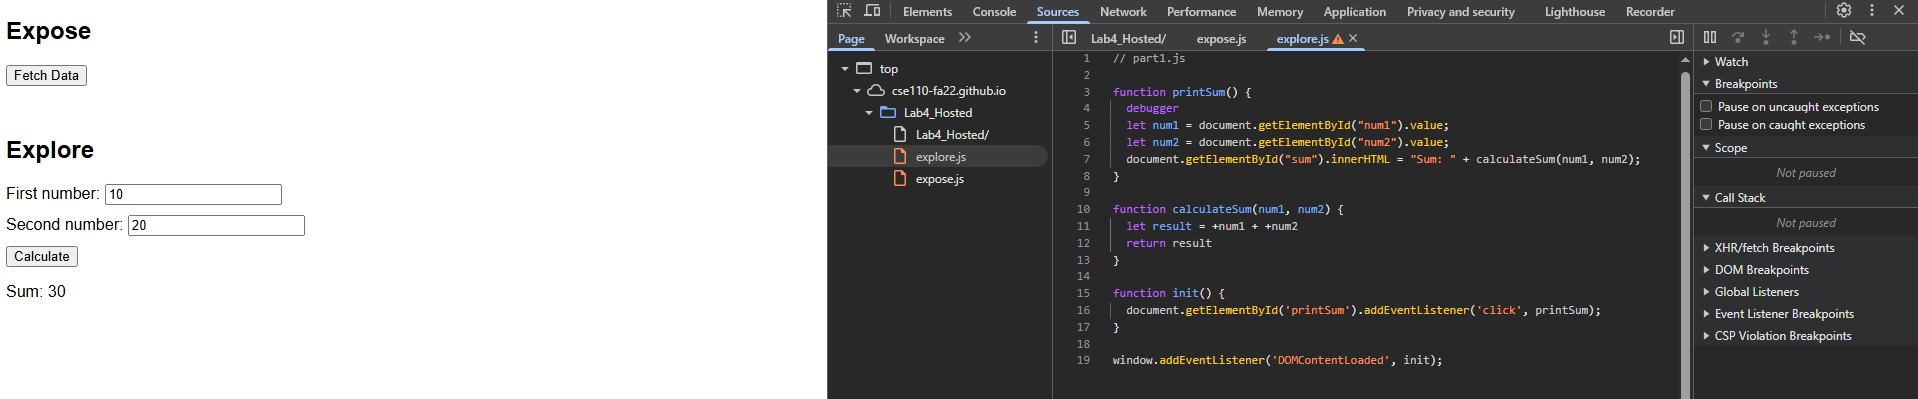 Expose
Fetch Data
Explore
First number: 10
Second number: 20
Calculate
Sum: 30
Elements Console Sources Network Performance Memory Application Privacy and security Lighthouse Recorder
Page Workspace
top
cse110-fa22.github.io
Lab4_Hosted
Lab4_Hosted/
explore.js
expose.js
Lab4_Hosted/ expose.js explore.js
1 // part1.js
2
3 function printSum() {
4 debugger
5 let num1 = document.getElementById("num1").value;
6 let num2 = document.getElementById("num2").value;
7 document.getElementById("sum").innerHTML = "Sum: " + calculateSum(num1, num2);
8 }
9
10 function calculateSum(num1, num2) {
11 let result = +num1 + +num2
12 return result
13 }
14
15 function init() {
16 document.getElementById('printSum').addEventListener('click', printSum);
17 }
18
19 window.addEventListener('DOMContentLoaded', init);
Watch
Breakpoints
Pause on uncaught exceptions
Pause on caught exceptions
Scope
Not paused
Call Stack
Not paused
XHR/fetch Breakpoints
DOM Breakpoints
Global Listeners
Event Listener Breakpoints
CSP Violation Breakpoints